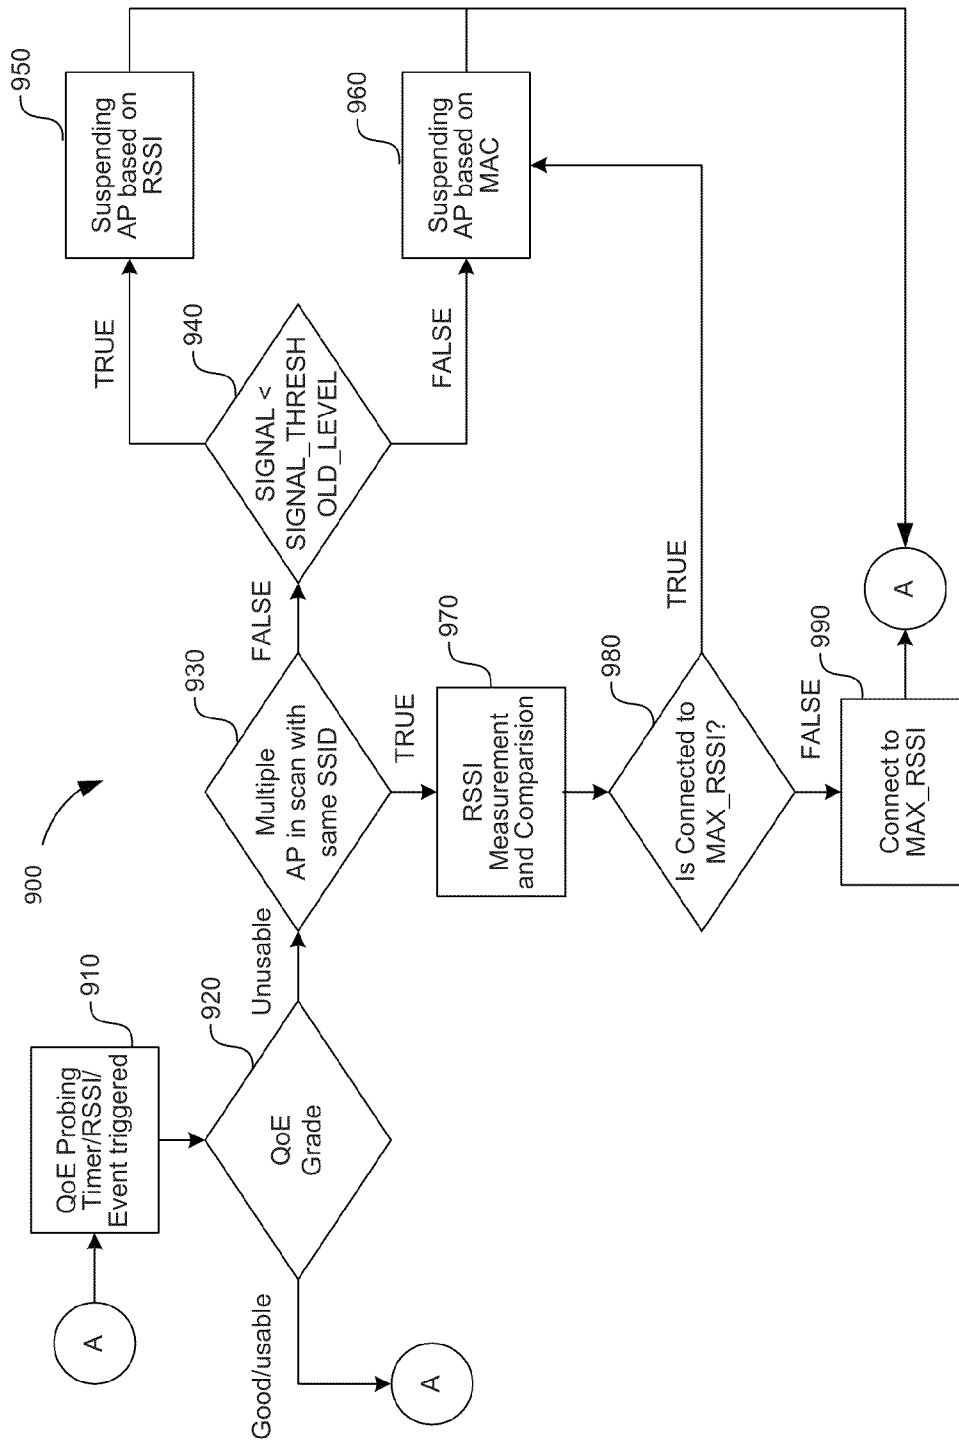 900
A
QoE Probing
Timer/RSSI/
Event triggered
910
QoE
Grade
920
Good/usable
A
Unusable
Multiple
AP in scan with
same SSID
930
FALSE
SIGNAL <
SIGNAL_THRESH
OLD_LEVEL
940
TRUE
Suspending
AP based on
RSSI
950
FALSE
Suspending
AP based on
MAC
960
TRUE
RSSI
Measurement
and Comparision
970
Is Connected to
MAX_RSSI?
980
TRUE
FALSE
Connect to
MAX_RSSI
990
A